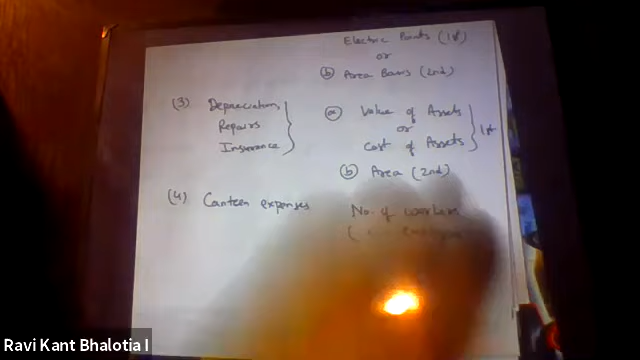 Electric Points (1st)
or
(b) Area Basis (2nd)
(3) Depreciation
Repairs
Insurance
(a) Value of Assets
or
Cost of Assets
1st
(b) Area (2nd)
(4) Canteen expenses
No. of workers
Ravi Kant Bhalotia I